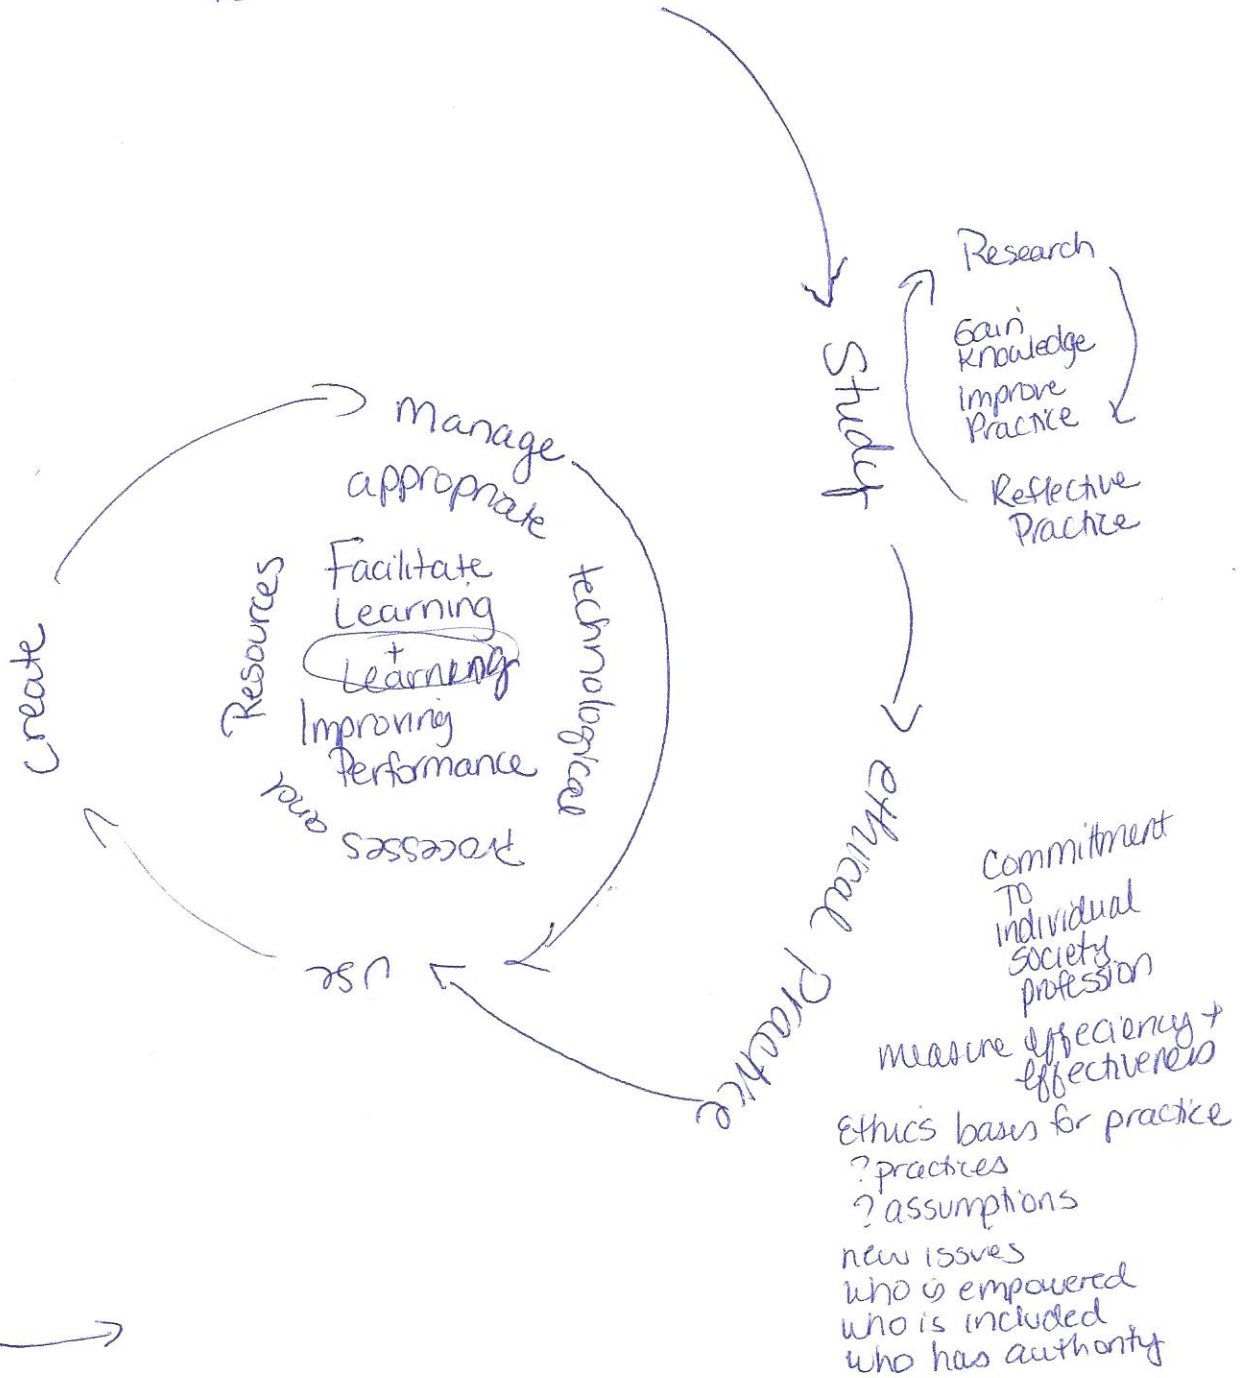 Study
Research
Gain
Knowledge
Improve
Practice
Reflective
Practice
Manage
appropriate
technological
Processes and
Resources
Facilitate
Learning
+
Learning
Improving
Performance
Create
use
ethical Practice
Committment
To
individual
society
profession
measure effeciency +
effectiveness
Ethics basis for practice
? practices
? assumptions
new issues
who is empowered
who is included
who has authority